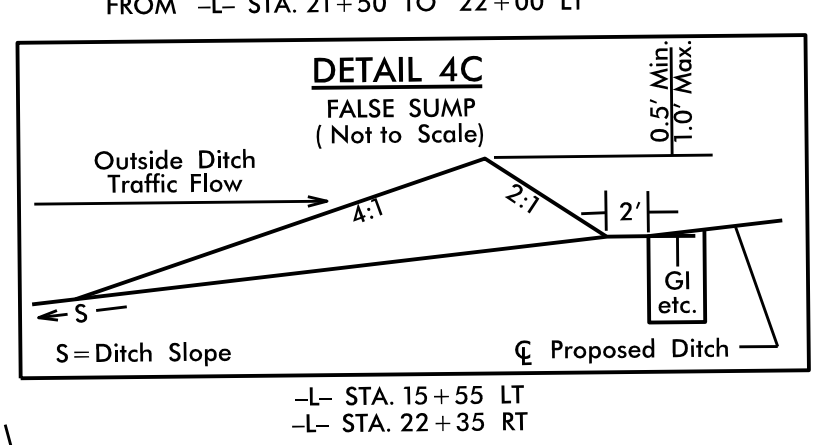 FROM -L- STA. 21+50 TO 22+00 LT
DETAIL 4C
FALSE SUMP
( Not to Scale)
0.5' Min.
1.0' Max.
Outside Ditch
Traffic Flow
4:1
2:1
2'
GI
etc.
S
S=Ditch Slope
℄ Proposed Ditch
-L- STA. 15+55 LT
-L- STA. 22+35 RT